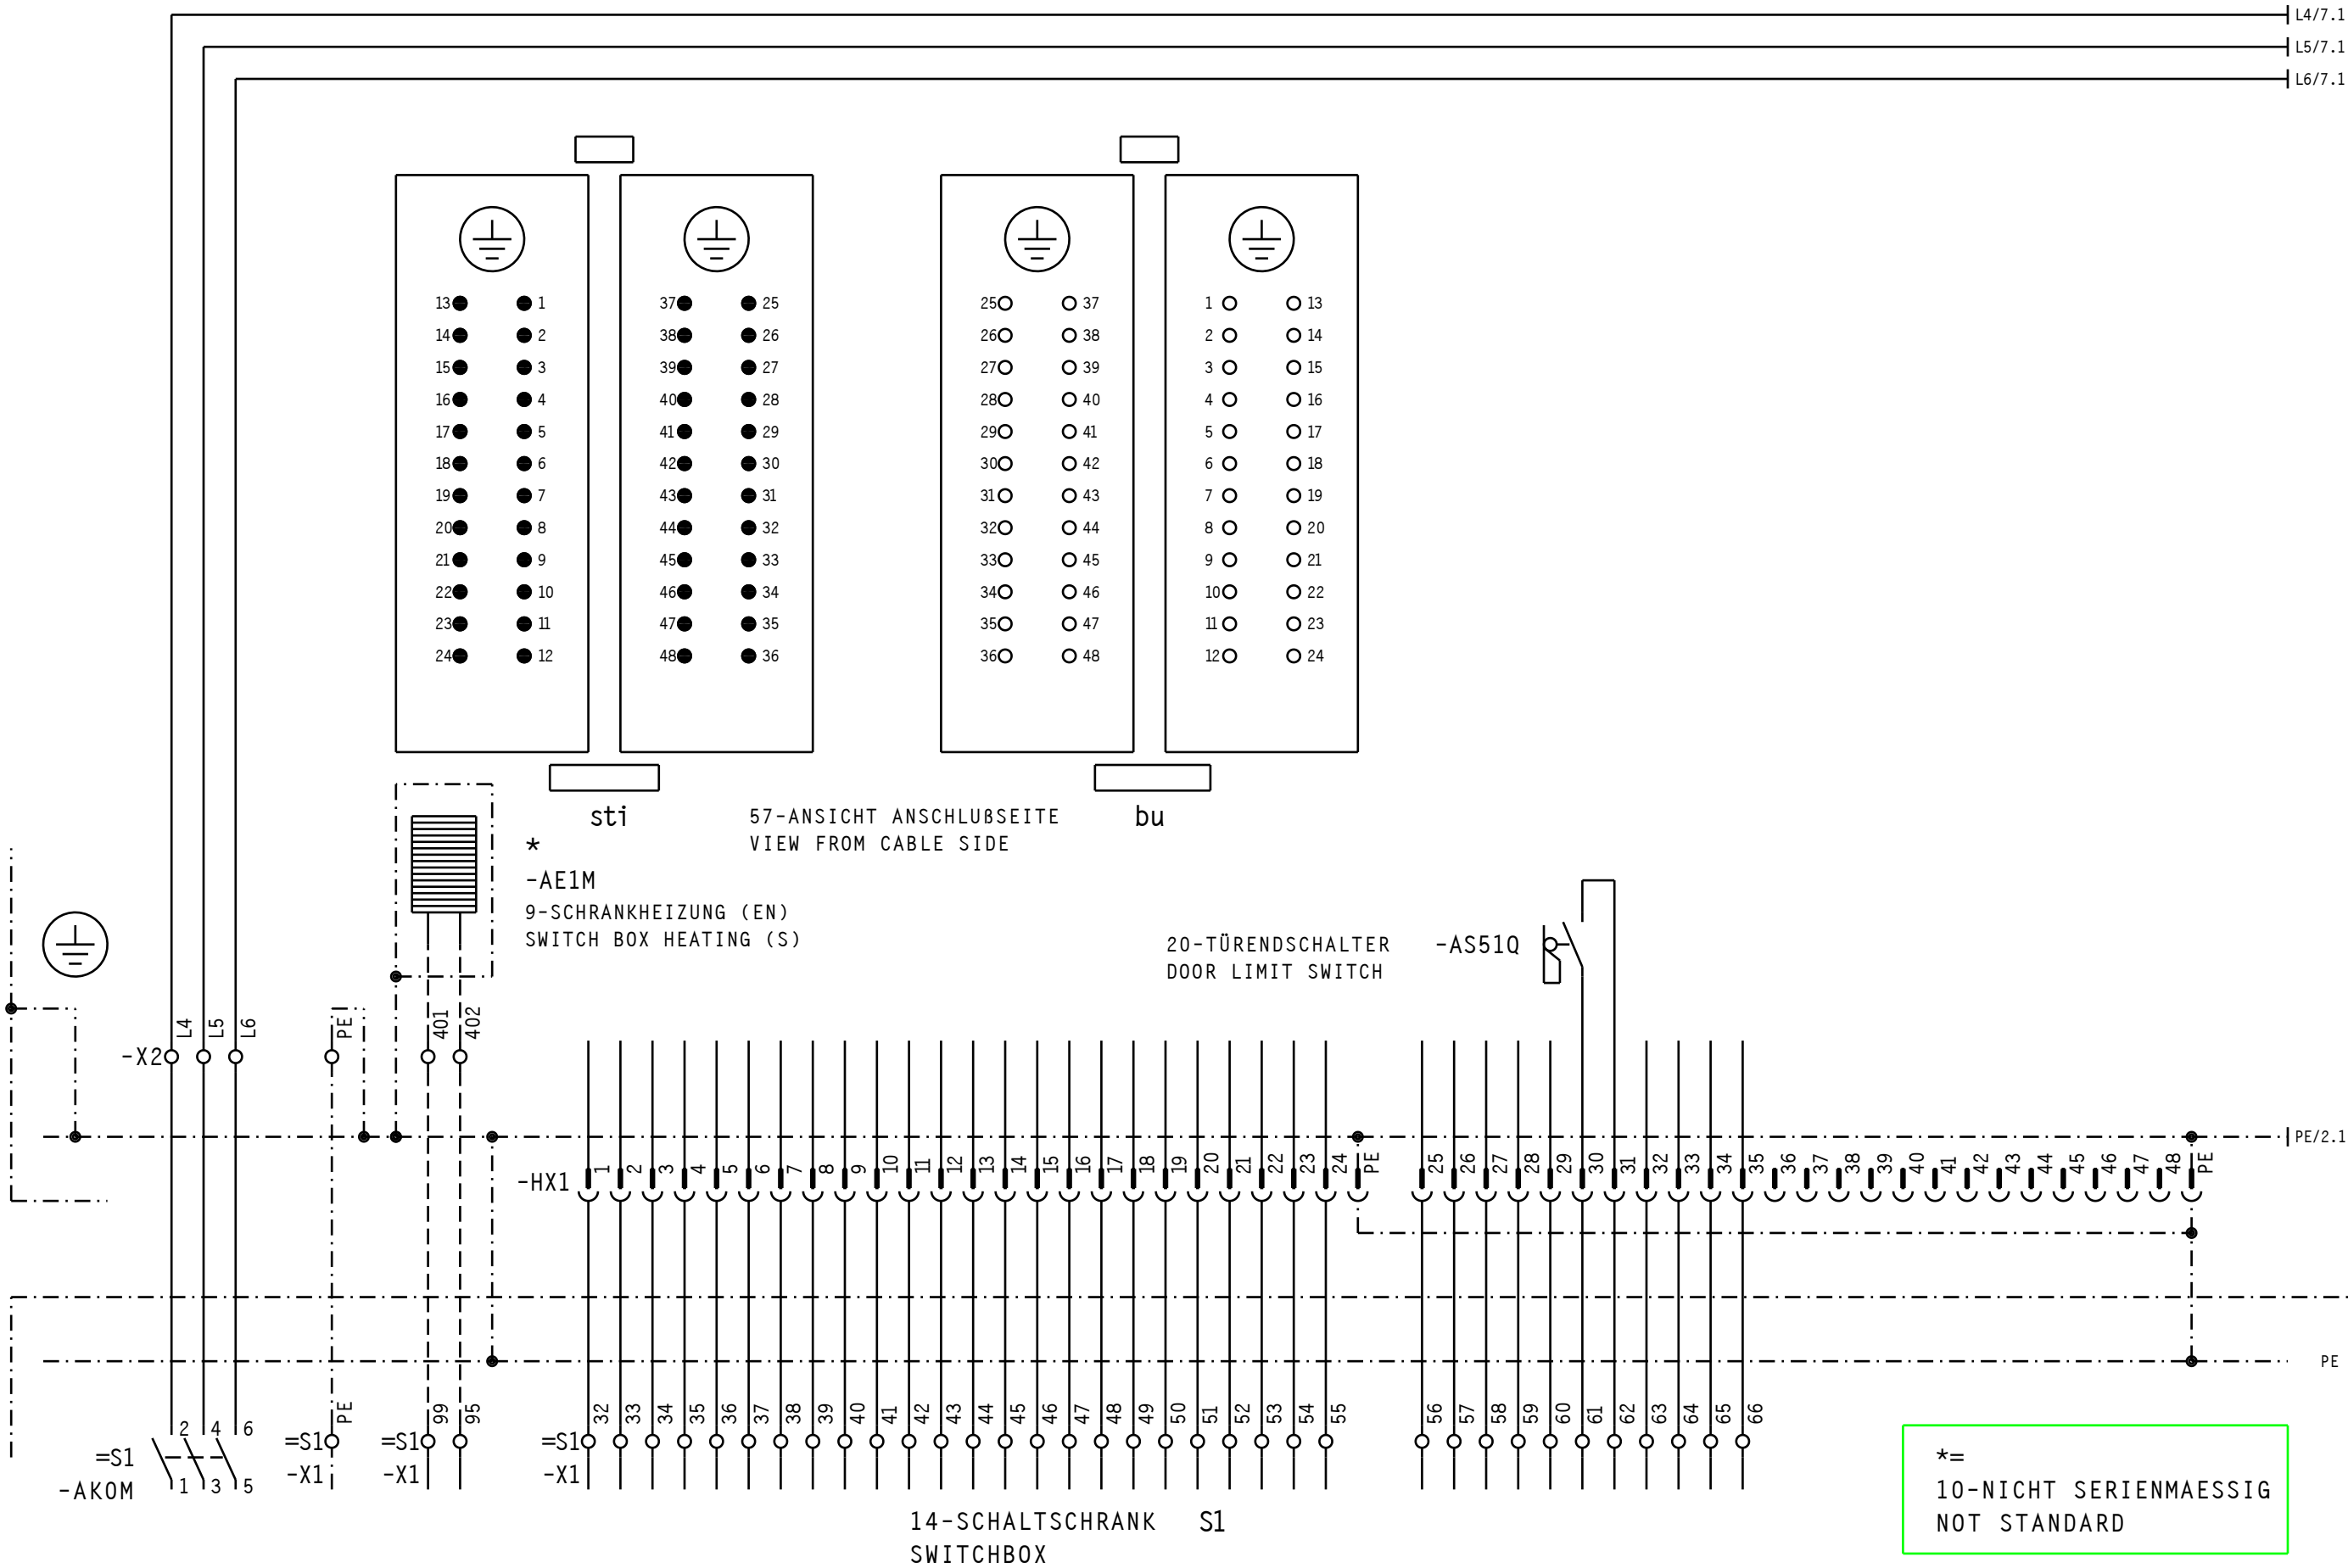 L4/7.1
L5/7.1
L6/7.1
13 1 37 25 25 37 1 13
14 2 38 26 26 38 2 14
15 3 39 27 27 39 3 15
16 4 40 28 28 40 4 16
17 5 41 29 29 41 5 17
18 6 42 30 30 42 6 18
19 7 43 31 31 43 7 19
20 8 44 32 32 44 8 20
21 9 45 33 33 45 9 21
22 10 46 34 34 46 10 22
23 11 47 35 35 47 11 23
24 12 48 36 36 48 12 24
sti
57-ANSICHT ANSCHLUßSEITE
VIEW FROM CABLE SIDE
bu
*
-AE1M
9-SCHRANKHEIZUNG (EN)
SWITCH BOX HEATING (S)
20-TÜRENDSCHALTER
DOOR LIMIT SWITCH
-AS51Q
-X2 L4 L5 L6 PE 401 402
PE/2.1
-HX1 1 2 3 4 5 6 7 8 9 10 11 12 13 14 15 16 17 18 19 20 21 22 23 24 PE 25 26 27 28 29 30 31 32 33 34 35 36 37 38 39 40 41 42 43 44 45 46 47 48 PE
PE
PE 99 95 32 33 34 35 36 37 38 39 40 41 42 43 44 45 46 47 48 49 50 51 52 53 54 55 56 57 58 59 60 61 62 63 64 65 66
2 4 6
=S1 =S1 =S1 =S1
-X1 -X1 -X1
-AKOM 1 3 5
14-SCHALTSCHRANK S1
SWITCHBOX
*=
10-NICHT SERIENMAESSIG
NOT STANDARD